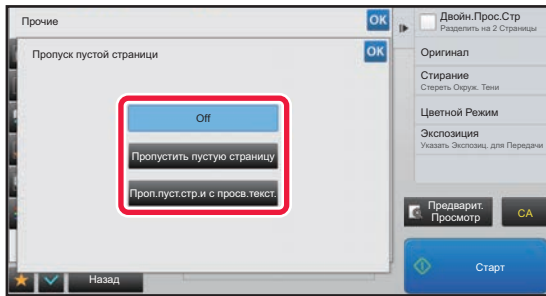 Прочие
OK
Пропуск пустой страници
OK
Off
Пропустить пустую страницу
Проп.пуст.стр.и с просв.текст.
Назад
Двойн.Прос.Стр
Разделить на 2 Страницы
Оригинал
Стирание
Стереть Окруж. Тени
Цветной Режим
Экспозиция
Указать Экспозиц. для Передачи
Предварит.
Просмотр
CA
Старт